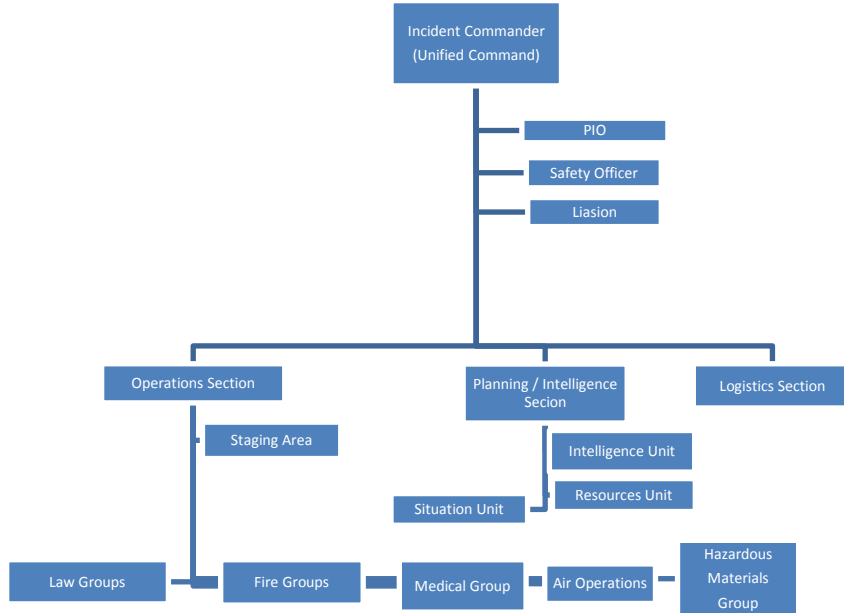 Incident Commander
(Unified Command)
PIO
Safety Officer
Liasion
Operations Section
Planning / Intelligence
Secion
Logistics Section
Staging Area
Intelligence Unit
Situation Unit
Resources Unit
Law Groups
Fire Groups
Medical Group
Air Operations
Hazardous
Materials
Group